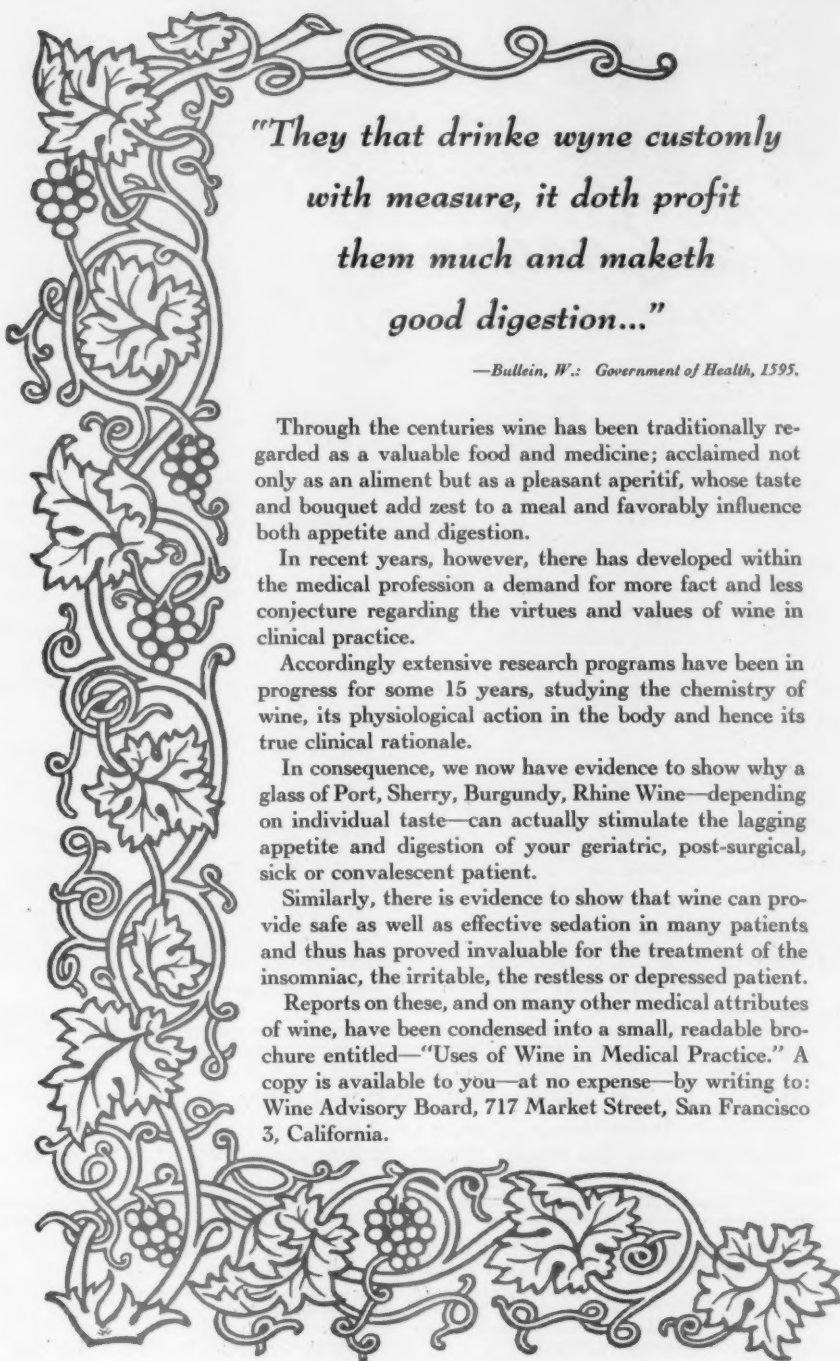 "They that drinke wyne customly
with measure, it doth profit
them much and maketh
good digestion..."
—Bullein, W.: Government of Health, 1595.
Through the centuries wine has been traditionally re-
garded as a valuable food and medicine; acclaimed not
only as an aliment but as a pleasant aperitif, whose taste
and bouquet add zest to a meal and favorably influence
both appetite and digestion.
In recent years, however, there has developed within
the medical profession a demand for more fact and less
conjecture regarding the virtues and values of wine in
clinical practice.
Accordingly extensive research programs have been in
progress for some 15 years, studying the chemistry of
wine, its physiological action in the body and hence its
true clinical rationale.
In consequence, we now have evidence to show why a
glass of Port, Sherry, Burgundy, Rhine Wine—depending
on individual taste—can actually stimulate the lagging
appetite and digestion of your geriatric, post-surgical,
sick or convalescent patient.
Similarly, there is evidence to show that wine can pro-
vide safe as well as effective sedation in many patients
and thus has proved invaluable for the treatment of the
insomniac, the irritable, the restless or depressed patient.
Reports on these, and on many other medical attributes
of wine, have been condensed into a small, readable bro-
chure entitled—"Uses of Wine in Medical Practice." A
copy is available to you—at no expense—by writing to:
Wine Advisory Board, 717 Market Street, San Francisco
3, California.